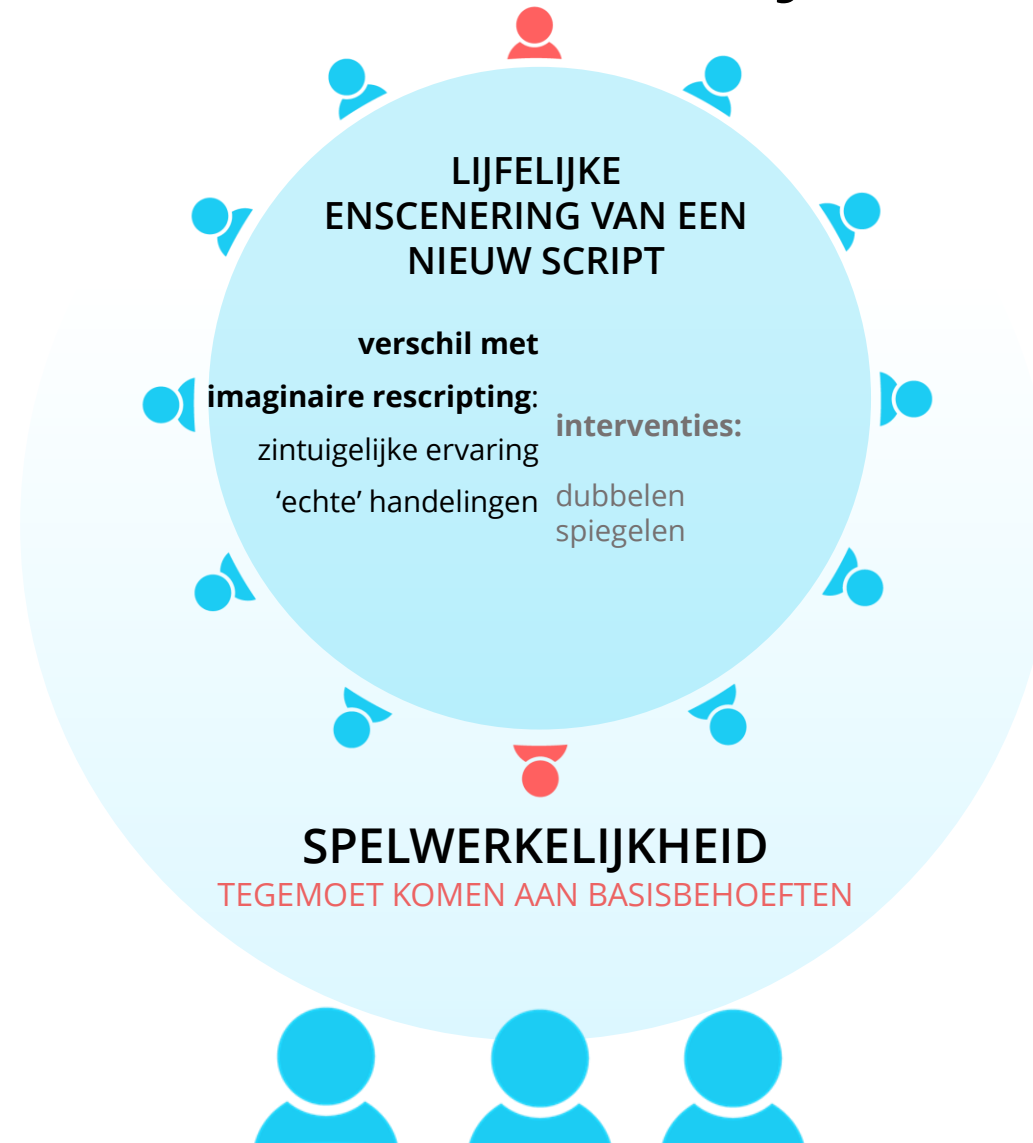 LIJFELIJKE
ENSCENERING VAN EEN
NIEUW SCRIPT
verschil met
imaginaire rescripting:
zintuigelijke ervaring
‘echte’ handelingen
interventies:
dubbelen
spiegelen
SPELWERKELIJKHEID
TEGEMOET KOMEN AAN BASISBEHOEFTEN